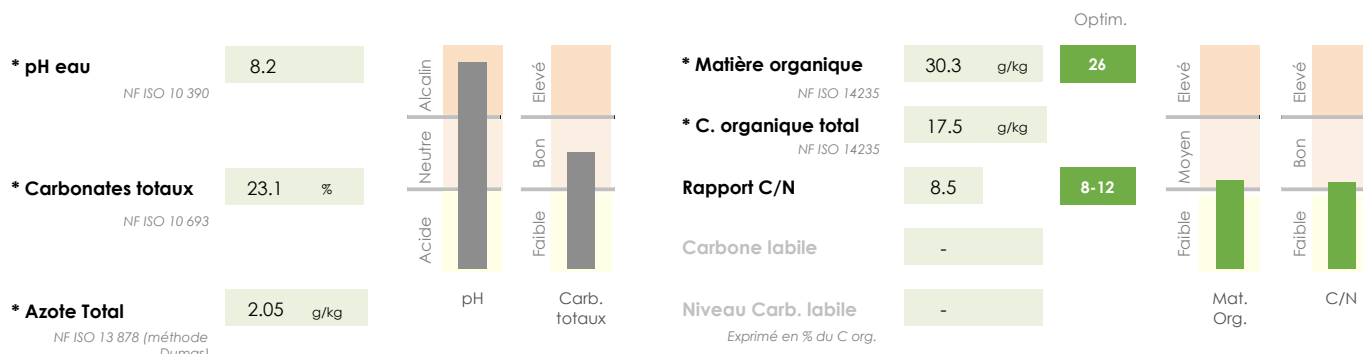 * pH eau
8.2
NF ISO 10 390
* Carbonates totaux
23.1 %
NF ISO 10 693
* Azote Total
2.05 g/kg
NF ISO 13 878 (méthode
Dumas)
Alcalin
Neutre
Acide
pH
Elevé
Bon
Faible
Carb.
totaux
Optim.
* Matière organique
30.3 g/kg
26
NF ISO 14235
* C. organique total
17.5 g/kg
NF ISO 14235
Rapport C/N
8.5
8-12
Carbone labile
-
Niveau Carb. labile
-
Exprimé en % du C org.
Elevé
Moyen
Faible
Mat.
Org.
Elevé
Bon
Faible
C/N